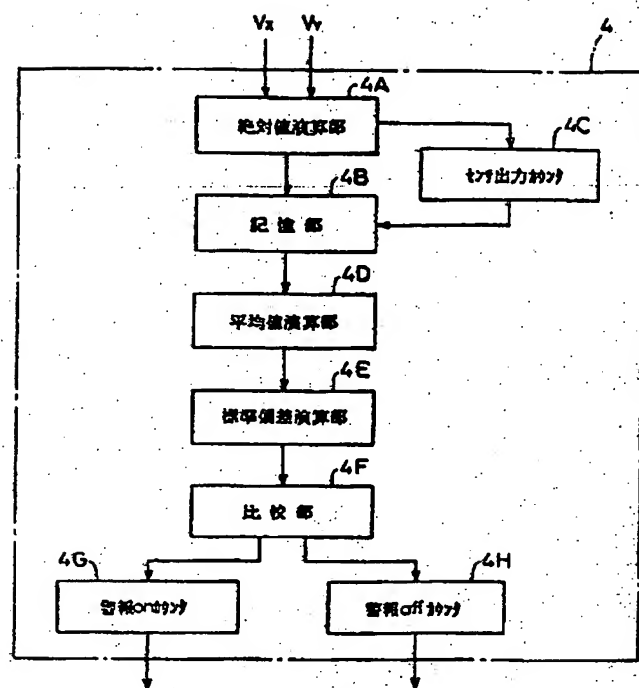 Vx Vy
4
4A
絶対値演算部
4C
センサ出力カウンタ
4B
記憶部
4D
平均値演算部
4E
標準偏差演算部
4F
比較部
4G
警報onカウンタ
4H
警報offカウンタ